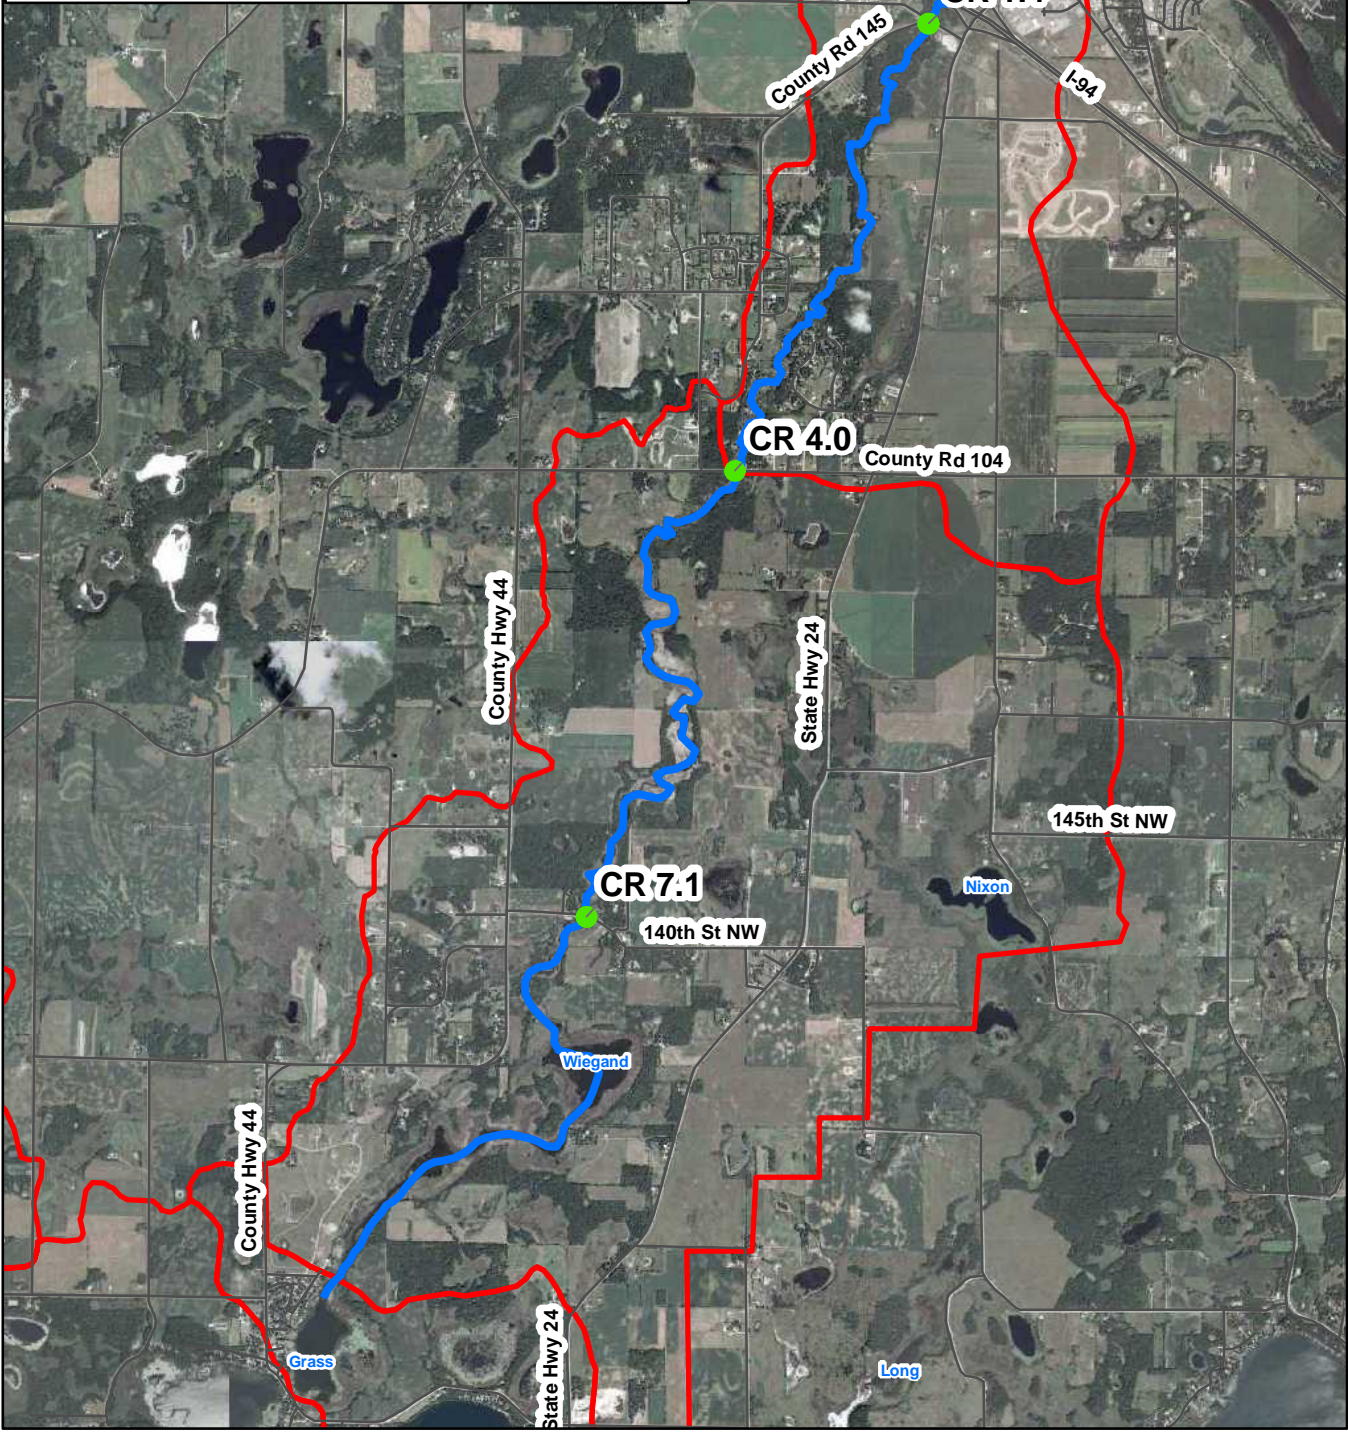 County Rd 145
I-94
CR 4.0
County Rd 104
County Hwy 44
State Hwy 24
145th St NW
CR 7.1
Nixon
140th St NW
Wiegand
County Hwy 44
State Hwy 24
Grass
Long